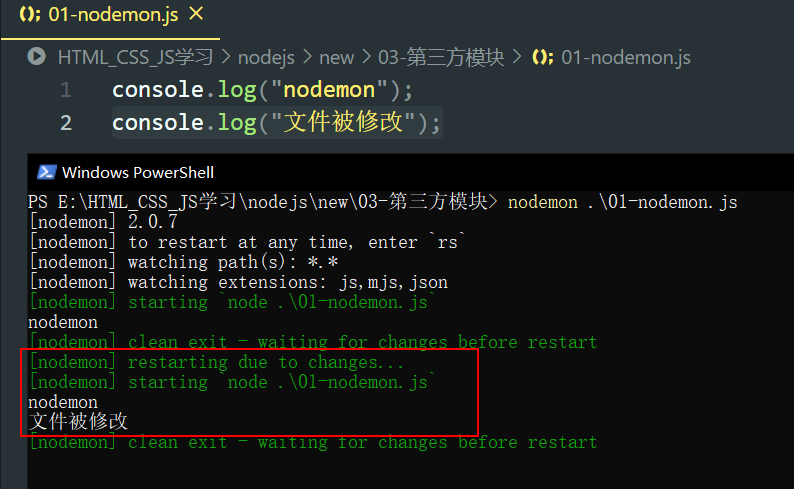 01-nodemon.js
HTML_CSS_JS学习 > nodejs > new > 03-第三方模块 > 01-nodemon.js
1 console.log("nodemon");
2 console.log("文件被修改");
Windows PowerShell
PS E:\HTML_CSS_JS学习\nodejs\new\03-第三方模块> nodemon .\01-nodemon.js
[nodemon] 2.0.7
[nodemon] to restart at any time, enter `rs`
[nodemon] watching path(s): *.*
[nodemon] watching extensions: js,mjs,json
[nodemon] starting `node .\01-nodemon.js`
nodemon
[nodemon] clean exit - waiting for changes before restart
[nodemon] restarting due to changes...
[nodemon] starting `node .\01-nodemon.js`
nodemon
文件被修改
[nodemon] clean exit - waiting for changes before restart